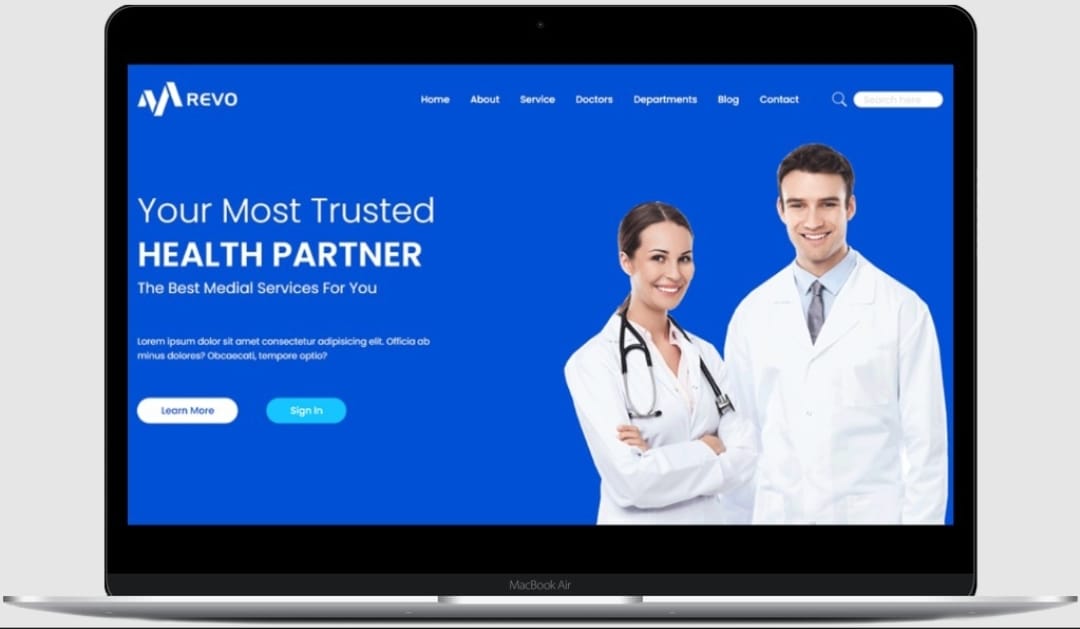 REVO
Home About Service Doctors Departments Blog Contact Search here
Your Most Trusted
HEALTH PARTNER
The Best Medial Services For You
Lorem ipsum dolor sit amet consectetur adipisicing elit. Officia ab
minus dolores? Obcaecati, tempore optio?
Learn More Sign In
MacBook Air